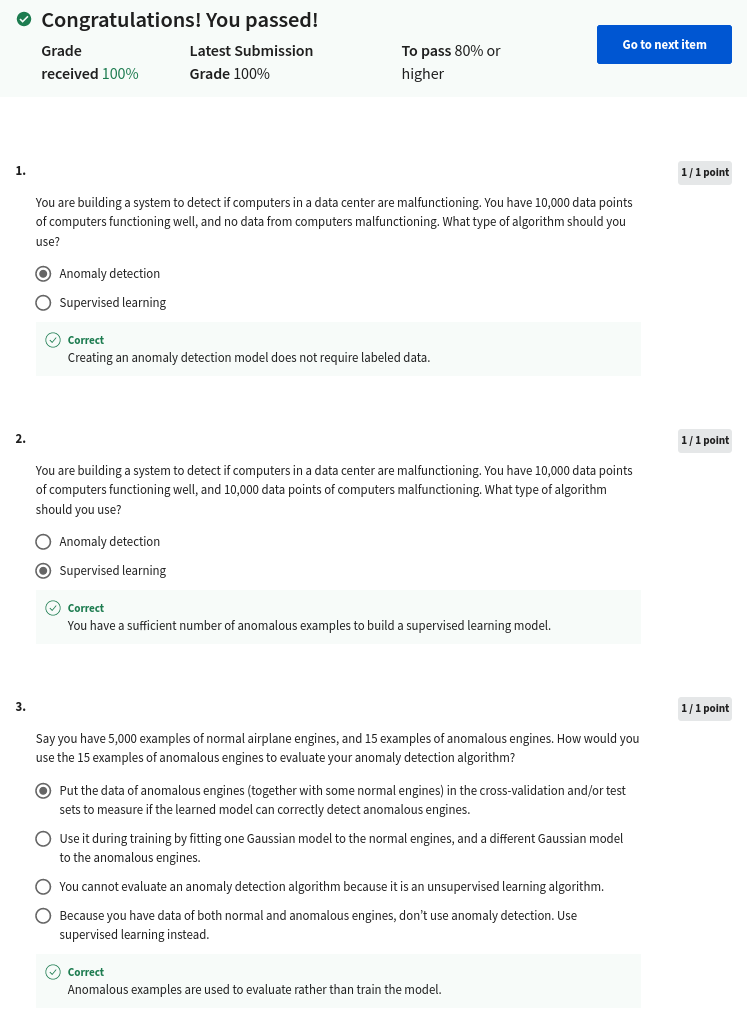 Congratulations! You passed!
Grade received 100%
Latest Submission Grade 100%
To pass 80% or higher
Go to next item
1.
1 / 1 point
You are building a system to detect if computers in a data center are malfunctioning. You have 10,000 data points
of computers functioning well, and no data from computers malfunctioning. What type of algorithm should you
use?
Anomaly detection
Supervised learning
Correct
Creating an anomaly detection model does not require labeled data.
2.
1 / 1 point
You are building a system to detect if computers in a data center are malfunctioning. You have 10,000 data points
of computers functioning well, and 10,000 data points of computers malfunctioning. What type of algorithm
should you use?
Anomaly detection
Supervised learning
Correct
You have a sufficient number of anomalous examples to build a supervised learning model.
3.
1 / 1 point
Say you have 5,000 examples of normal airplane engines, and 15 examples of anomalous engines. How would you
use the 15 examples of anomalous engines to evaluate your anomaly detection algorithm?
Put the data of anomalous engines (together with some normal engines) in the cross-validation and/or test
sets to measure if the learned model can correctly detect anomalous engines.
Use it during training by fitting one Gaussian model to the normal engines, and a different Gaussian model
to the anomalous engines.
You cannot evaluate an anomaly detection algorithm because it is an unsupervised learning algorithm.
Because you have data of both normal and anomalous engines, don't use anomaly detection. Use
supervised learning instead.
Correct
Anomalous examples are used to evaluate rather than train the model.